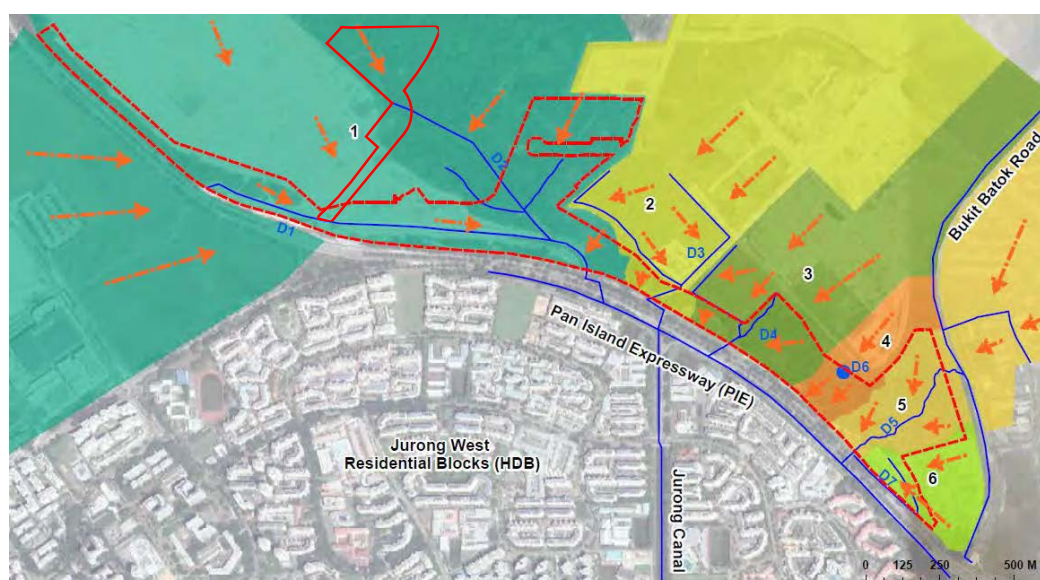 1
D2
Bukit Batok Road
2
D1
D3
3
Pan Island Expressway (PIE)
D4
4
D6
5
D5
Jurong West
Residential Blocks (HDB)
6
D7
Jurong Canal
0 125 250 500 M